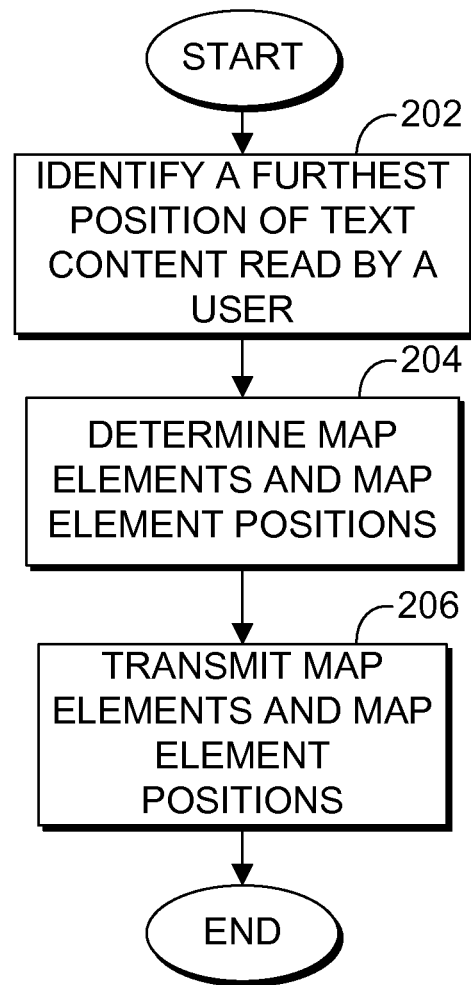 START
202
IDENTIFY A FURTHEST
POSITION OF TEXT
CONTENT READ BY A
USER
204
DETERMINE MAP
ELEMENTS AND MAP
ELEMENT POSITIONS
206
TRANSMIT MAP
ELEMENTS AND MAP
ELEMENT
POSITIONS
END